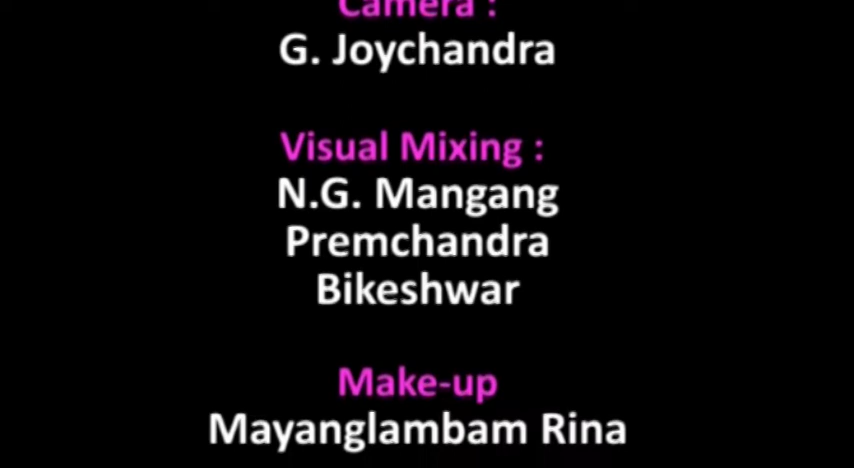 Camera :
G. Joychandra
Visual Mixing :
N.G. Mangang
Premchandra
Bikeshwar
Make-up
Mayanglambam Rina